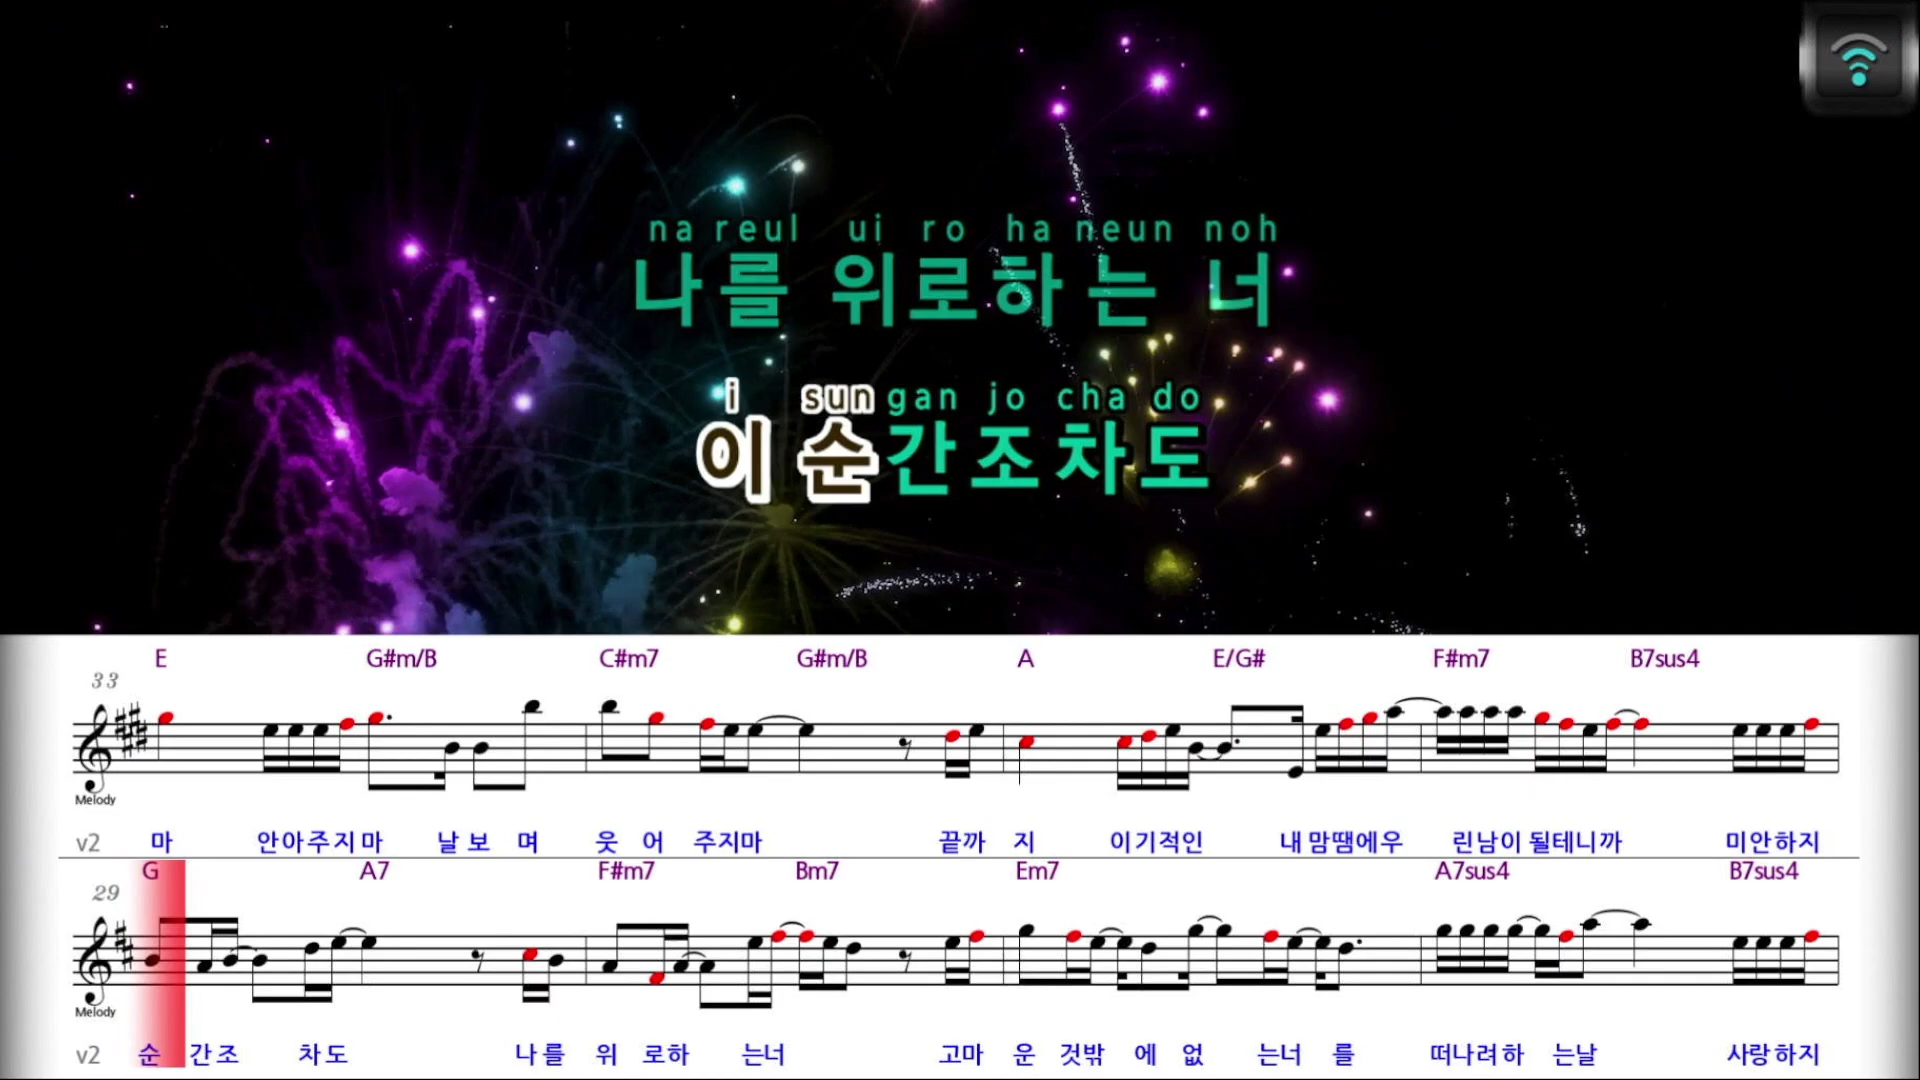 na reul ui ro ha neun noh
나를 위로하는 너
i sun gan jo cha do
이 순간조차도
E G#m/B C#m7 G#m/B A E/G# F#m7 B7sus4
33
Melody
v2 마 안아주지마 날보며 웃어 주지마 끝까 지 이기적인 내맘땜에우 린남이될테니까 미안하지
G A7 F#m7 Bm7 Em7 A7sus4 B7sus4
29
Melody
v2 순 간조 차도 나를 위 로하 는너 고마 운 것밖 에 없 는너 를 떠나려하 는날 사랑하지